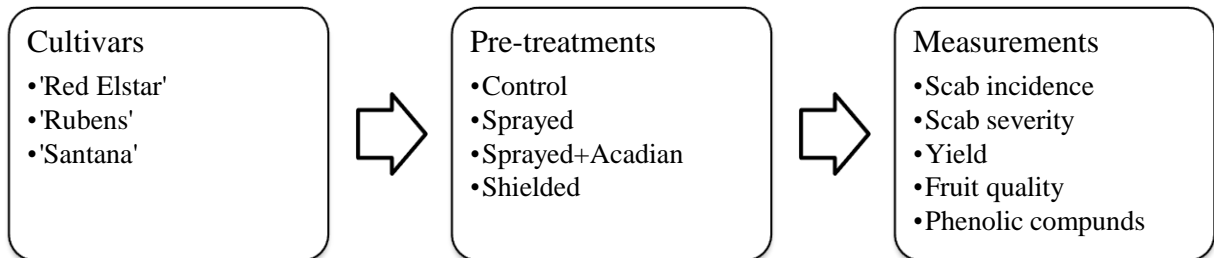 Cultivars
•'Red Elstar'
•'Rubens'
•'Santana'
Pre-treatments
•Control
•Sprayed
•Sprayed+Acadian
•Shielded
Measurements
•Scab incidence
•Scab severity
•Yield
•Fruit quality
•Phenolic compunds